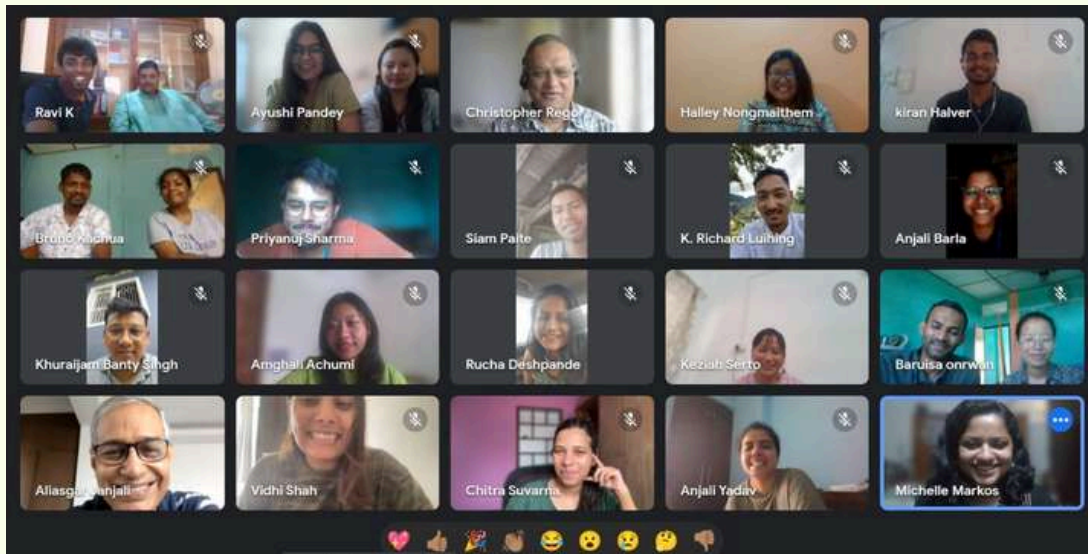 Ravi K
Ayushi Pandey
Christopher Rego
Halley Nongmaithem
kiran Halver
Bruno Kachua
Priyanuj Sharma
Siam Paite
K. Richard Luihing
Anjali Barla
Khuraijam Banty Singh
Amghali Achumi
Rucha Deshpande
Keziah Serto
Baruisa onrwan
Vidhi Shah
Chitra Suvarna
Anjali Yadav
Michelle Markos